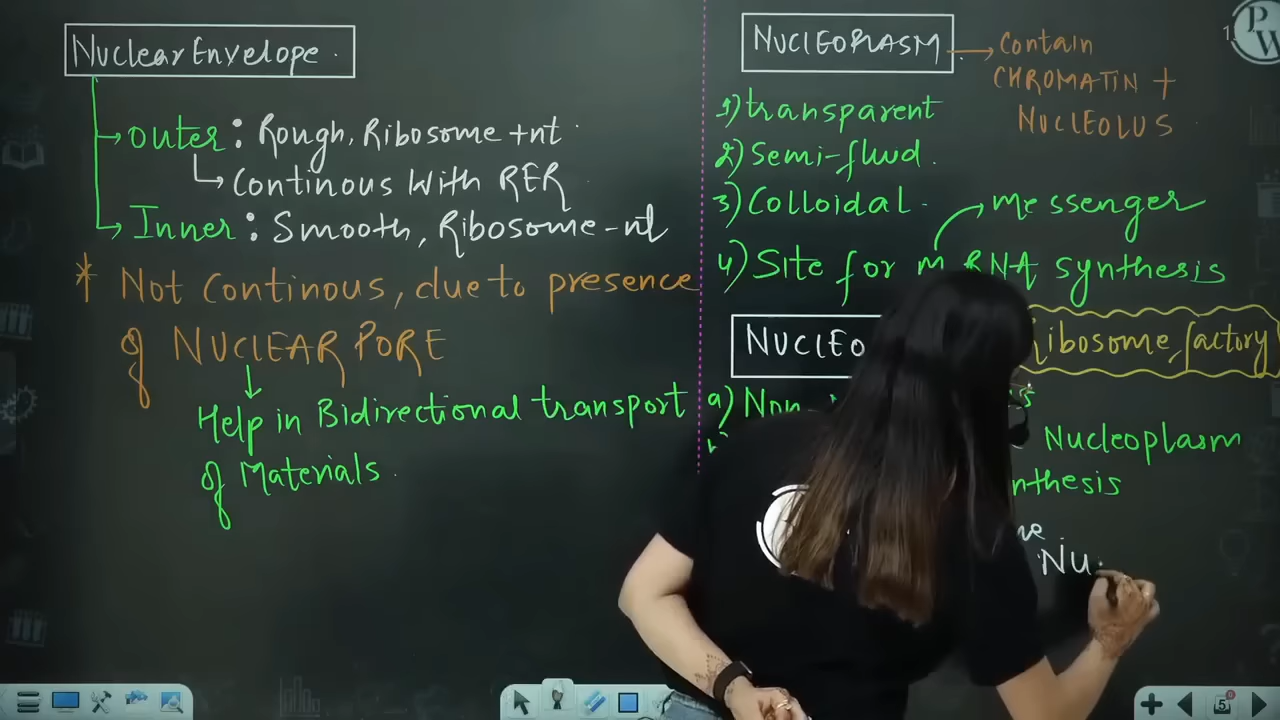 Nuclear Envelope
Outer : Rough, Ribosome +nt
Continous With RER
Inner : Smooth, Ribosome -nt
* Not Continous, due to presence
of NUCLEAR PORE
Help in Bidirectional transport
of Materials
NUCLEOPLASM
Contain
CHROMATIN +
NUCLEOLUS
1) transparent
2) Semi-fluid
3) Colloidal
messenger
4) Site for m RNA synthesis
NUCLEO
Ribosome factory
a) Non-
Nucleoplasm
nthesis
Nu
PW
5